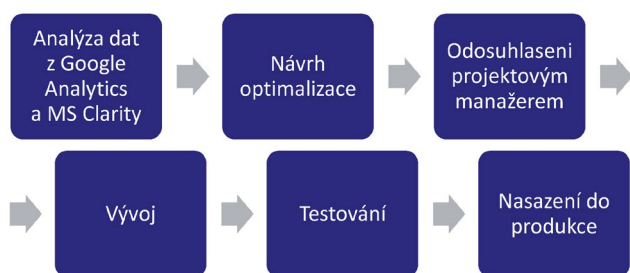 Analýza dat
z Google
Analytics
a MS Clarity
Návrh
optimalizace
Odosuhlaseni
projektovým
manažerem
Vývoj
Testování
Nasazení do
produkce